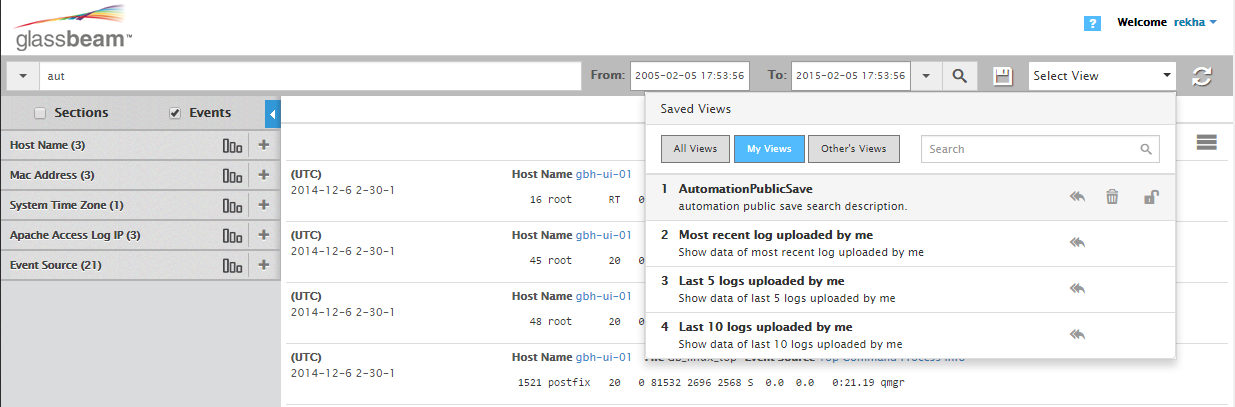 glassbeam™
? Welcome rekha
aut From: 2005-02-05 17:53:56 To: 2015-02-05 17:53:56 Select View
Sections Events
Host Name (3)
Mac Address (3)
System Time Zone (1)
Apache Access Log IP (3)
Event Source (21)
Saved Views
All Views My Views Other's Views Search
1 AutomationPublicSave
automation public save search description.
2 Most recent log uploaded by me
Show data of most recent log uploaded by me
3 Last 5 logs uploaded by me
Show data of last 5 logs uploaded by me
4 Last 10 logs uploaded by me
Show data of last 10 logs uploaded by me
(UTC) Host Name gbh-ui-01
2014-12-6 2-30-1
16 root RT 0
(UTC) Host Name gbh-ui-01
2014-12-6 2-30-1
45 root 20 0
(UTC) Host Name gbh-ui-01
2014-12-6 2-30-1
48 root 20 0
(UTC) Host Name gbh-ui-01 File Gb_linux_top Event Source Top Command Process Info
2014-12-6 2-30-1
1521 postfix 20 0 81532 2696 2568 S 0.0 0.0 0:21.19 qmgr